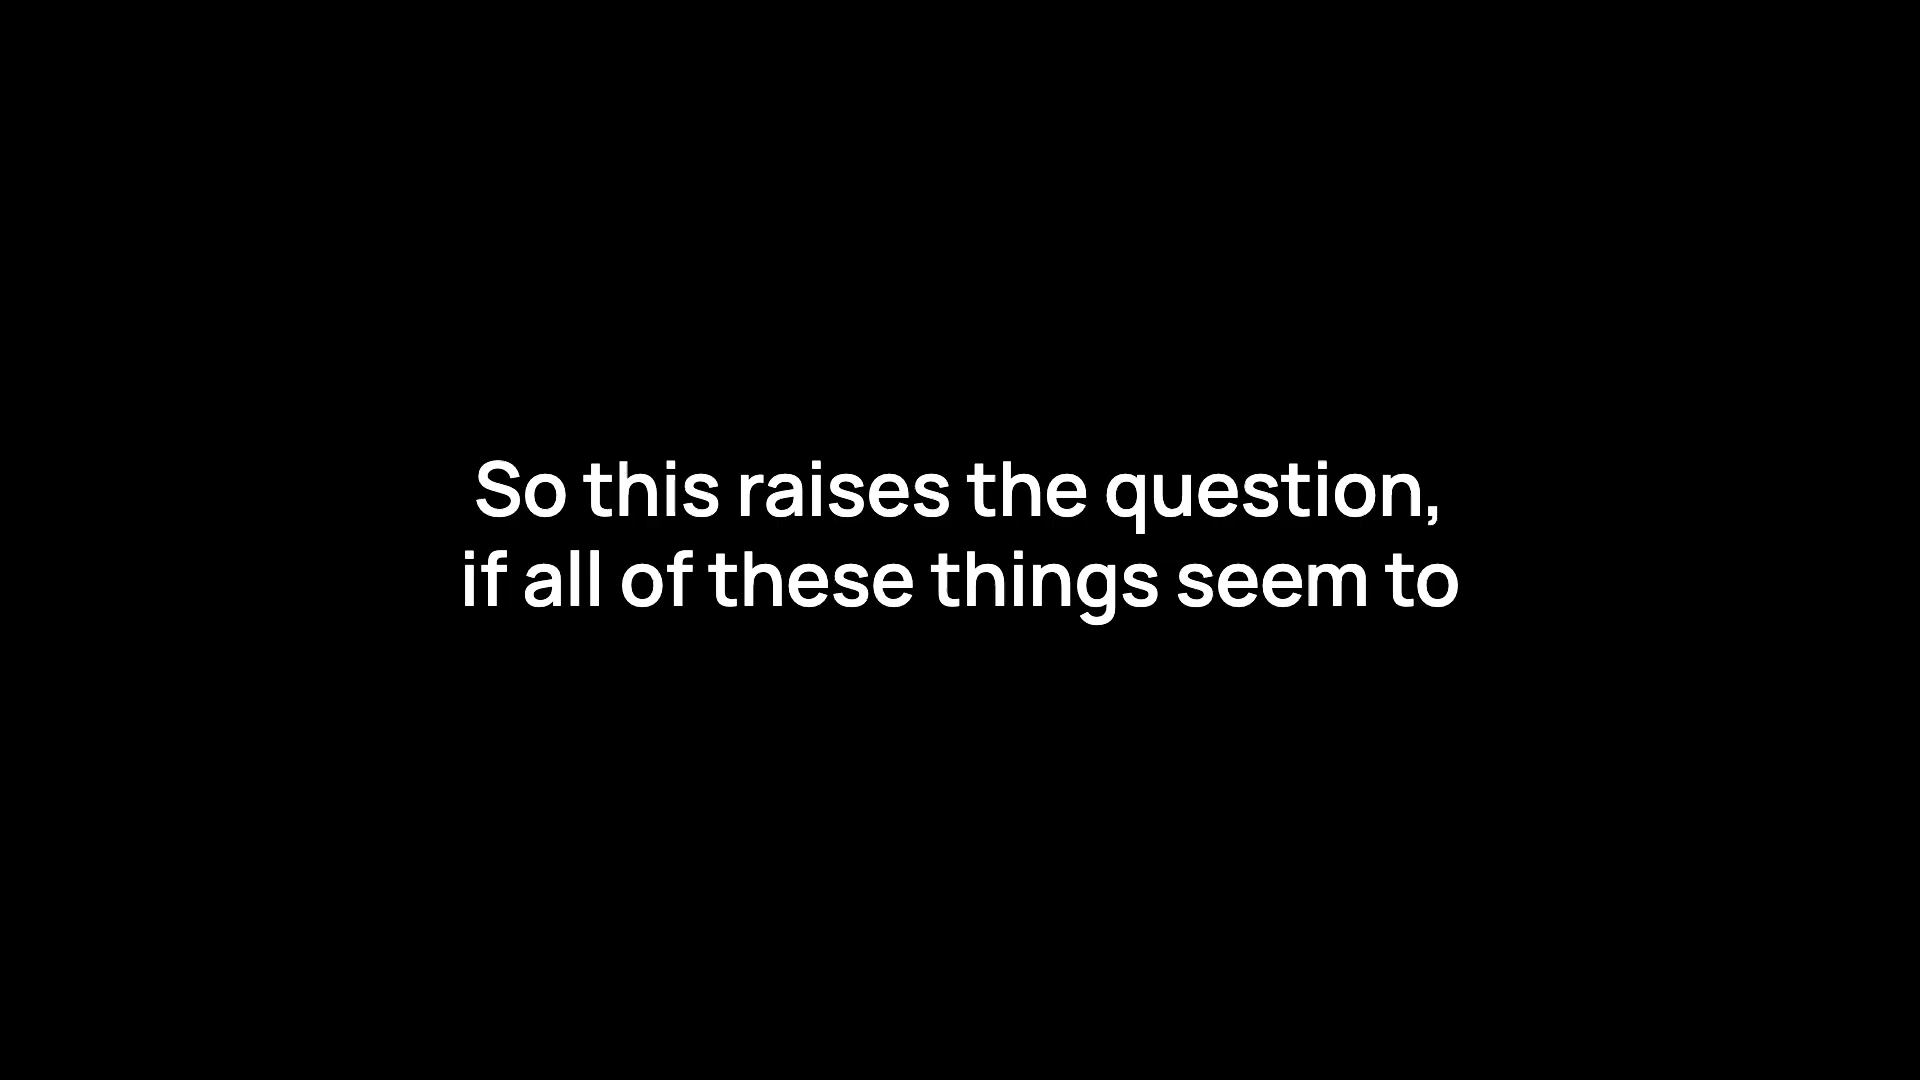 So this raises the question,
if all of these things seem to